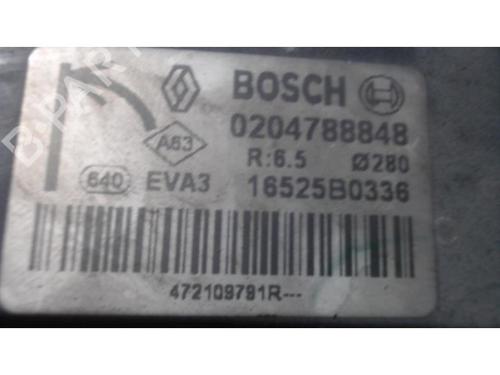 BOSCH
0204788848
A63
R:6.5 Ø280
640 EVA3 16525B0336
472109791R---